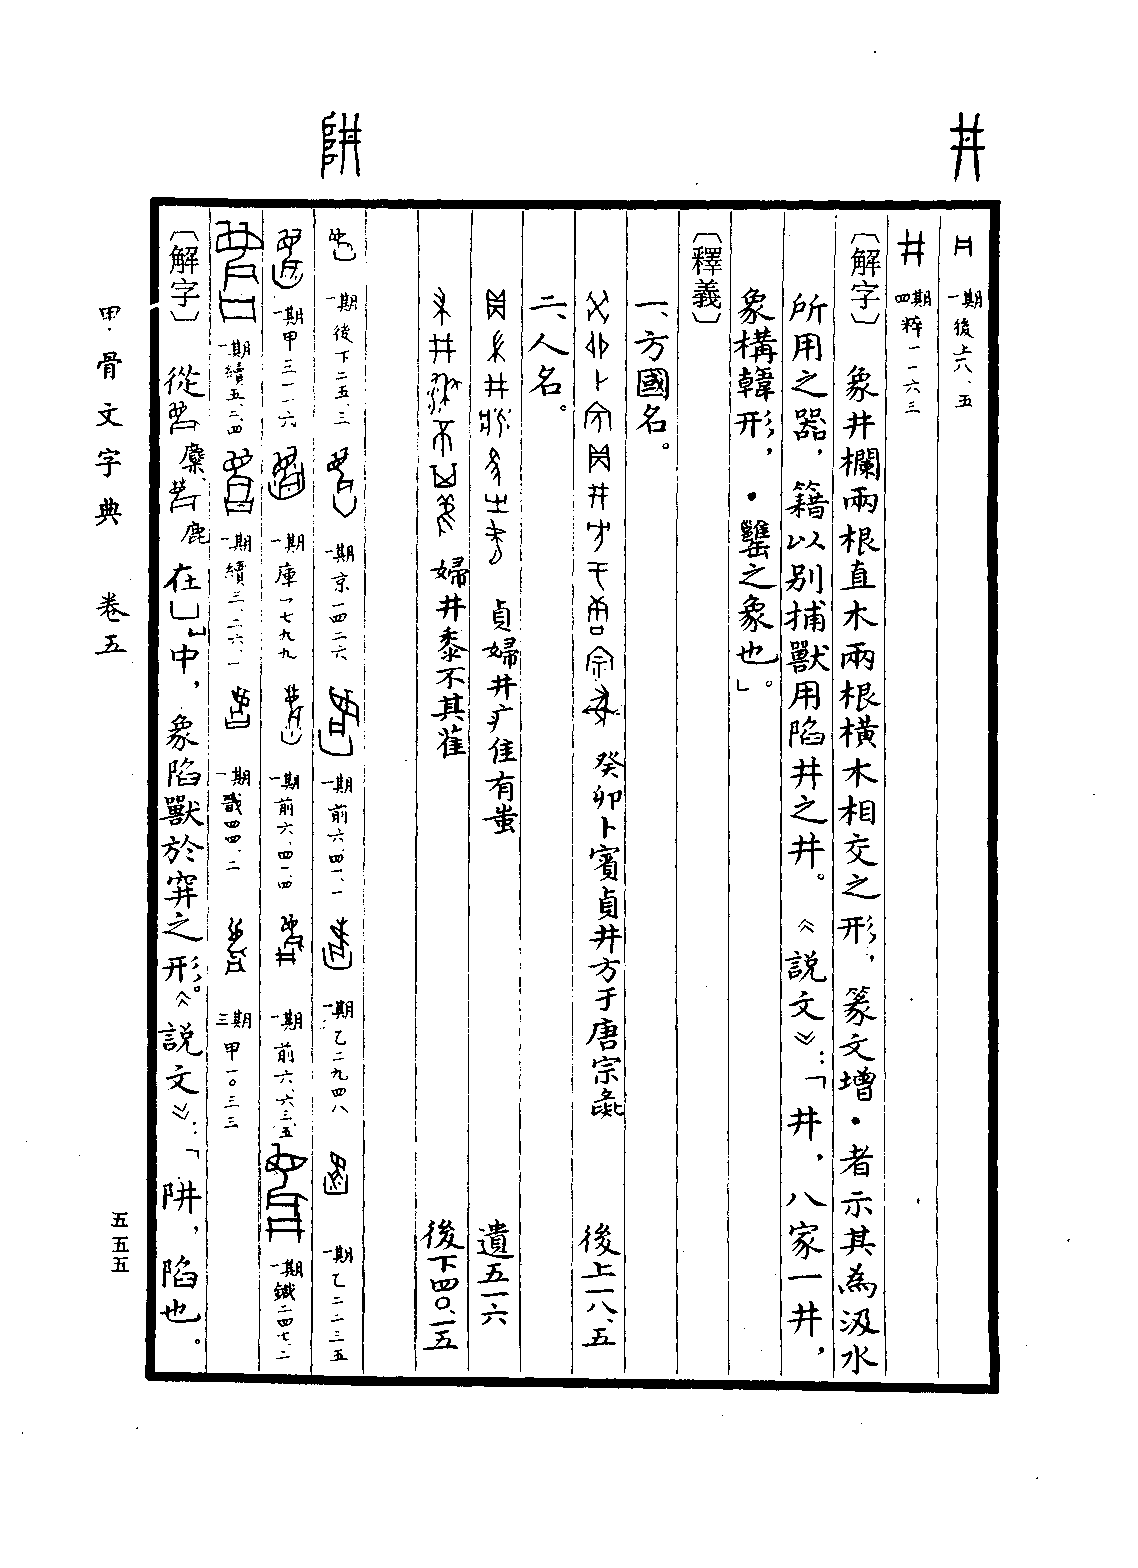 井
一期後上一八、五
四期粹一一六三
〔解字〕 象井欄兩根直木兩根橫木相交之形，篆文增·者示其為汲水
所用之器，籍以別捕獸用陷井之井。《說文》：「井，八家一井，
象構韓形，·罋之象也」。
〔釋義〕
一、方國名。
癸卯卜賓貞井方于唐宗彘 後上一八、五
二、人名。
貞婦井疒隹有蚩 遺五一六
婦井黍不其雚 後下四〇、一五
阱
一期後下二五、三 一期京一四二六 一期前六、四一、一 一期乙二九四八 一期乙二二三五
一期甲三一一六 一期庫一七九九 一期前六、四一、四 一期前六、六三、五 一期鐵二四七、二
一期續五、二、四 一期續三、二六、一 一期戩四四、二 三期甲一〇三三
〔解字〕 從麋鹿在凵中，象陷獸於穽之形。《說文》：「阱，陷也。
甲骨文字典 卷五
五五五